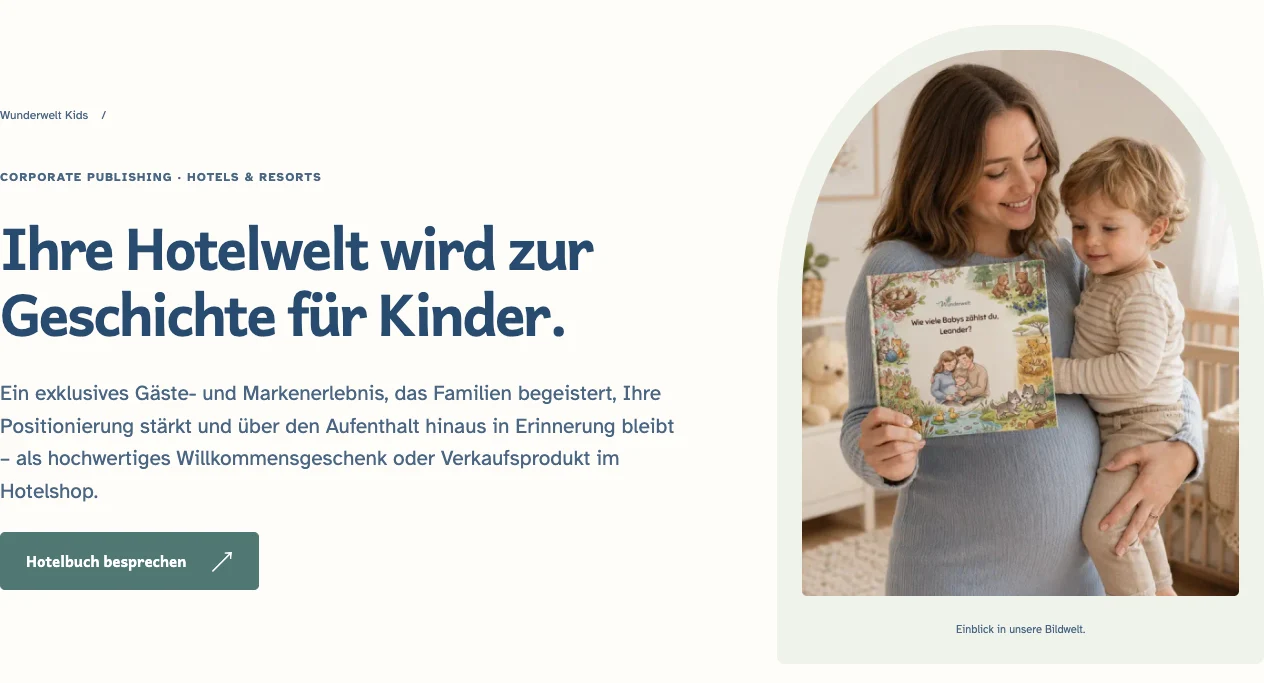 Wunderwelt Kids /
CORPORATE PUBLISHING · HOTELS & RESORTS
Ihre Hotelwelt wird zur
Geschichte für Kinder.
Ein exklusives Gäste- und Markenerlebnis, das Familien begeistert, Ihre
Positionierung stärkt und über den Aufenthalt hinaus in Erinnerung bleibt
– als hochwertiges Willkommensgeschenk oder Verkaufsprodukt im
Hotelshop.
Hotelbuch besprechen
Wunderwelt
Wie viele Babys zählst du,
Leander?
Einblick in unsere Bildwelt.